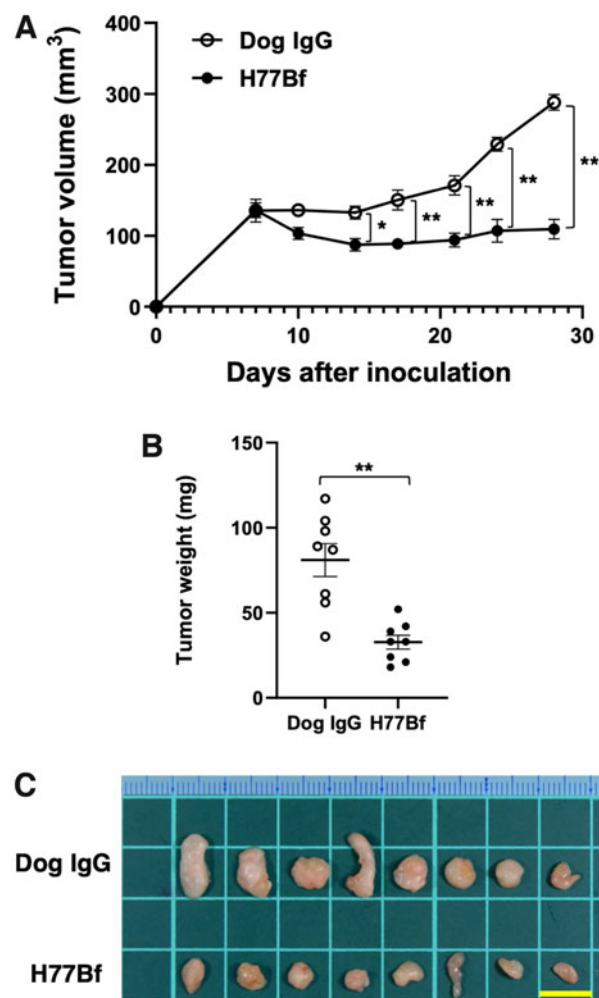 A
Tumor volume (mm³)
400
300
200
100
0
Dog IgG
H77Bf
*
**
**
**
**
0
10
20
30
Days after inoculation
B
Tumor weight (mg)
150
100
50
0
**
Dog IgG H77Bf
C
Dog IgG
H77Bf